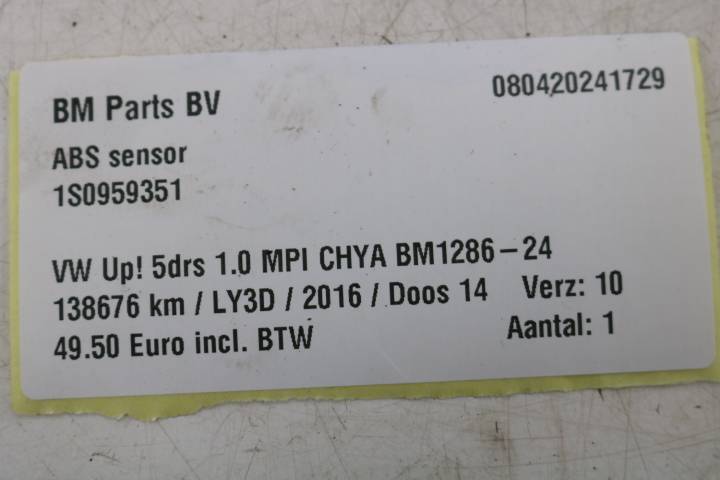 BM Parts BV 080420241729
ABS sensor
1S0959351
VW Up! 5drs 1.0 MPI CHYA BM1286-24
138676 km / LY3D / 2016 / Doos 14 Verz: 10
49.50 Euro incl. BTW Aantal: 1